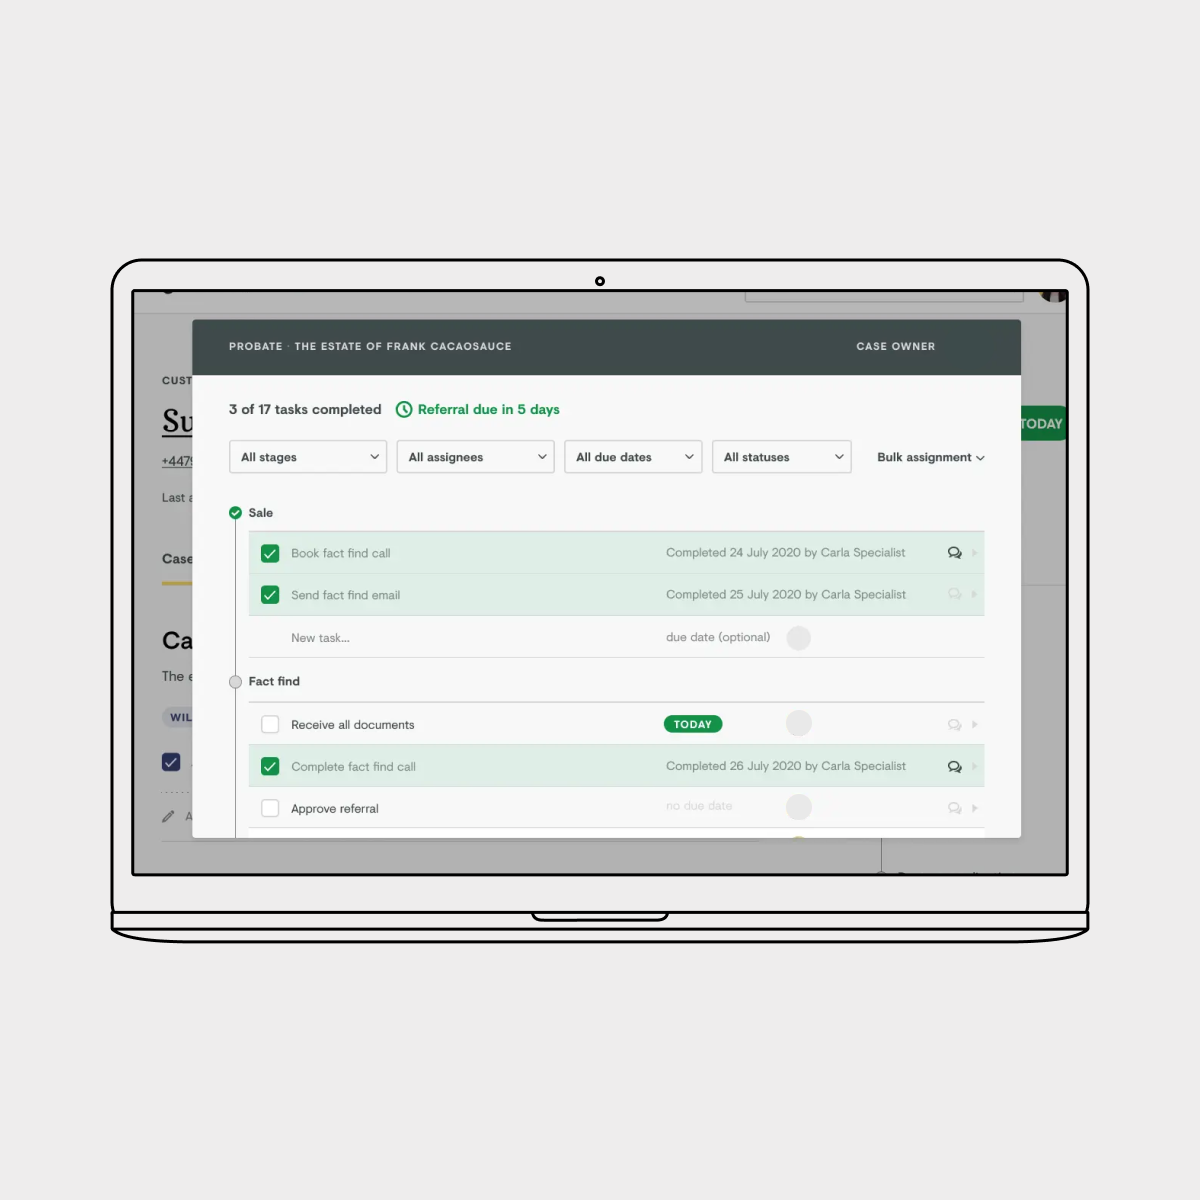 PROBATE · THE ESTATE OF FRANK CACAOSAUCE
CASE OWNER
CUST
Su
+447
Last a
Case
Ca
The e
WIL
TODAY
3 of 17 tasks completed
Referral due in 5 days
All stages
All assignees
All due dates
All statuses
Bulk assignment
Sale
Book fact find call
Completed 24 July 2020 by Carla Specialist
Send fact find email
Completed 25 July 2020 by Carla Specialist
New task...
due date (optional)
Fact find
Receive all documents
TODAY
Complete fact find call
Completed 26 July 2020 by Carla Specialist
Approve referral
no due date